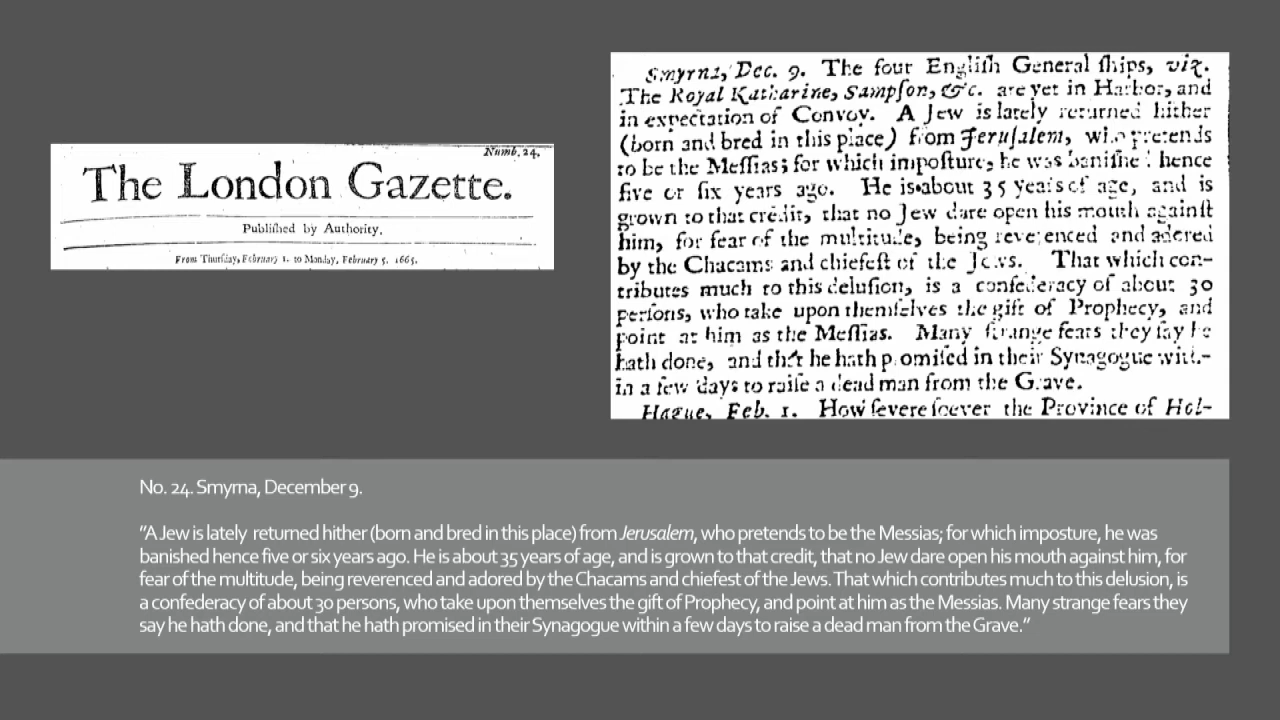 Numb. 24.
The London Gazette.
Publiſhed by Authority.
From Thurſday, February 1. to Monday, February 5. 1665.
Smyrna, Dec. 9. The four Engliſh General ſhips, viz.
The Royal Katharine, Sampſon, &c. are yet in Harbor, and
in expectation of Convoy. A Jew is lately returned hither
(born and bred in this place) from Jeruſalem, who pretends
to be the Meſſias; for which impoſture, he was baniſhe hence
five or ſix years ago. He is about 35 years of age, and is
grown to that credit, that no Jew dare open his mouth againſt
him, for fear of the multitude, being reverenced and adored
by the Chacams and chiefeſt of the Jews. That which con-
tributes much to this deluſion, is a confederacy of about 30
perſons, who take upon themſelves the gift of Prophecy, and
point at him as the Meſſias. Many ſtrange feats they ſay he
hath done, and that he hath promiſed in their Synagogue with-
in a few days to raiſe a dead man from the Grave.
Hague, Feb. 1. How ſevere ſoever the Province of Hol-
No. 24. Smyrna, December 9.
"A Jew is lately returned hither (born and bred in this place) from Jerusalem, who pretends to be the Messias; for which imposture, he was
banished hence five or six years ago. He is about 35 years of age, and is grown to that credit, that no Jew dare open his mouth against him, for
fear of the multitude, being reverenced and adored by the Chacams and chiefest of the Jews. That which contributes much to this delusion, is
a confederacy of about 30 persons, who take upon themselves the gift of Prophecy, and point at him as the Messias. Many strange fears they
say he hath done, and that he hath promised in their Synagogue within a few days to raise a dead man from the Grave."